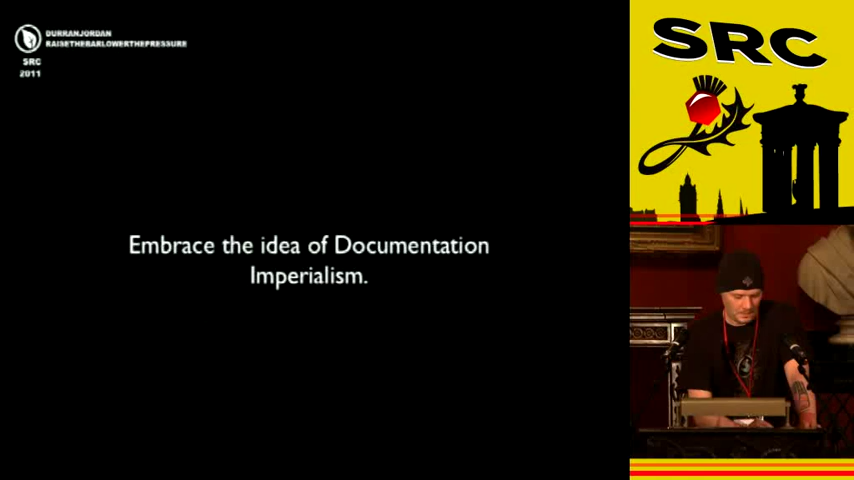 DURRANJORDAN
RAISETHEBARLOWERTHEPRESSURE
SRC
2011
Embrace the idea of Documentation
Imperialism.
SRC